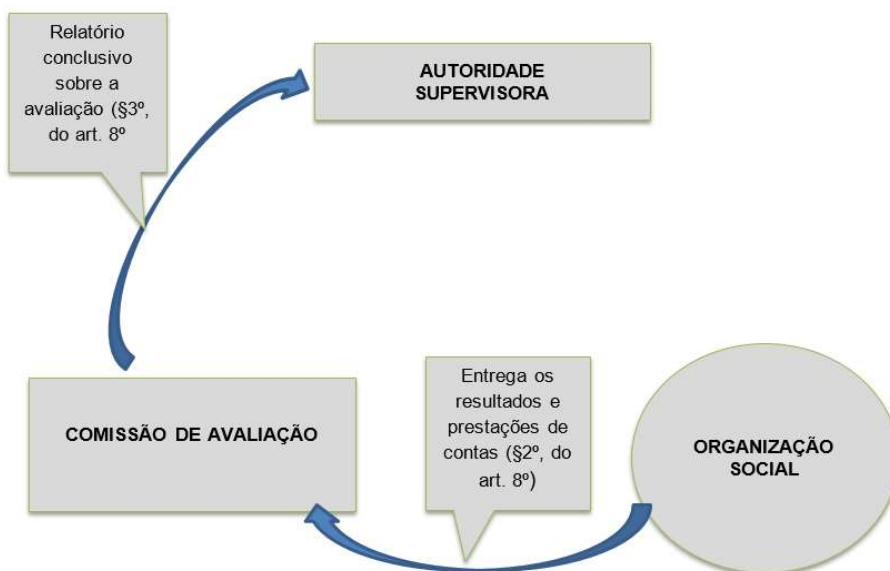 Relatório
conclusivo
sobre a
avaliação (§3º,
do art. 8º
AUTORIDADE
SUPERVISORA
COMISSÃO DE AVALIAÇÃO
Entrega os
resultados e
prestações de
contas (§2º, do
art. 8º)
ORGANIZAÇÃO
SOCIAL